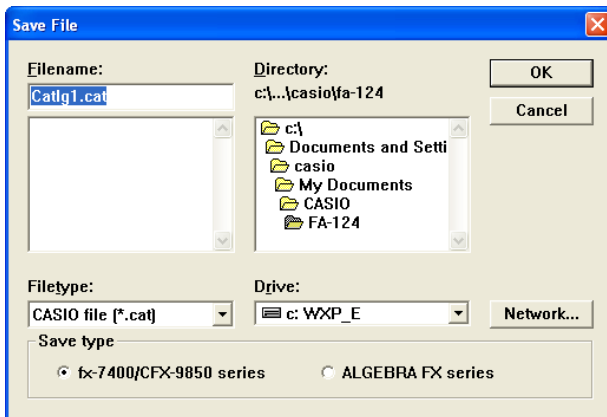 Save File
Filename:
Catlg1.cat
Directory:
c:\...\casio\fa-124
OK
Cancel
c:\
Documents and Setti
casio
My Documents
CASIO
FA-124
Filetype:
CASIO file (*.cat)
Drive:
c: WXP_E
Network...
Save type
fx-7400/CFX-9850 series
ALGEBRA FX series